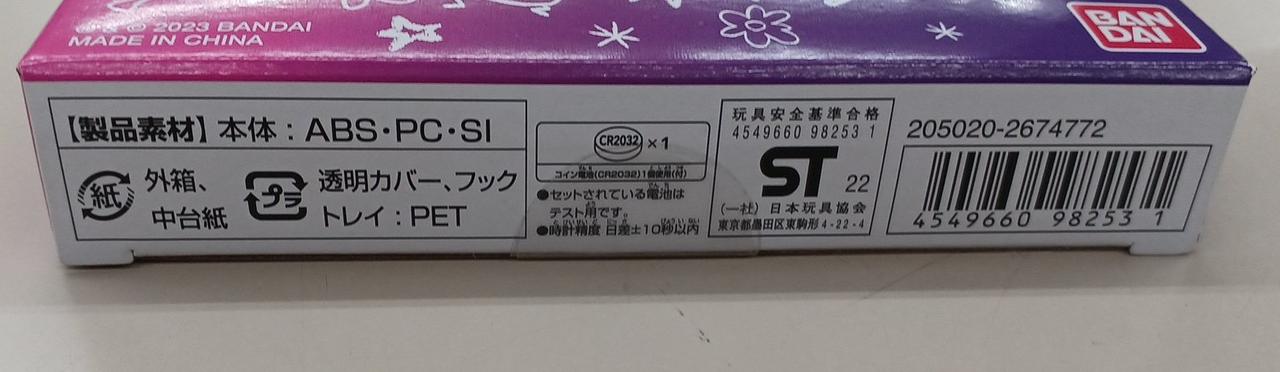 © 2023 BANDAI
MADE IN CHINA
BAN
DAI
【製品素材】本体：ABS・PC・SI
紙
外箱、
中台紙
プラ
透明カバー、フック
トレイ：PET
CR2032 ×1
コイン電池(CR2032)1個使用(付)
●セットされている電池は
テスト用です。
●時計精度 日差±10秒以内
玩具安全基準合格
4549660 98253 1
ST 22
(一社) 日本玩具協会
東京都墨田区東駒形4-22-4
205020-2674772
4549660 98253 1